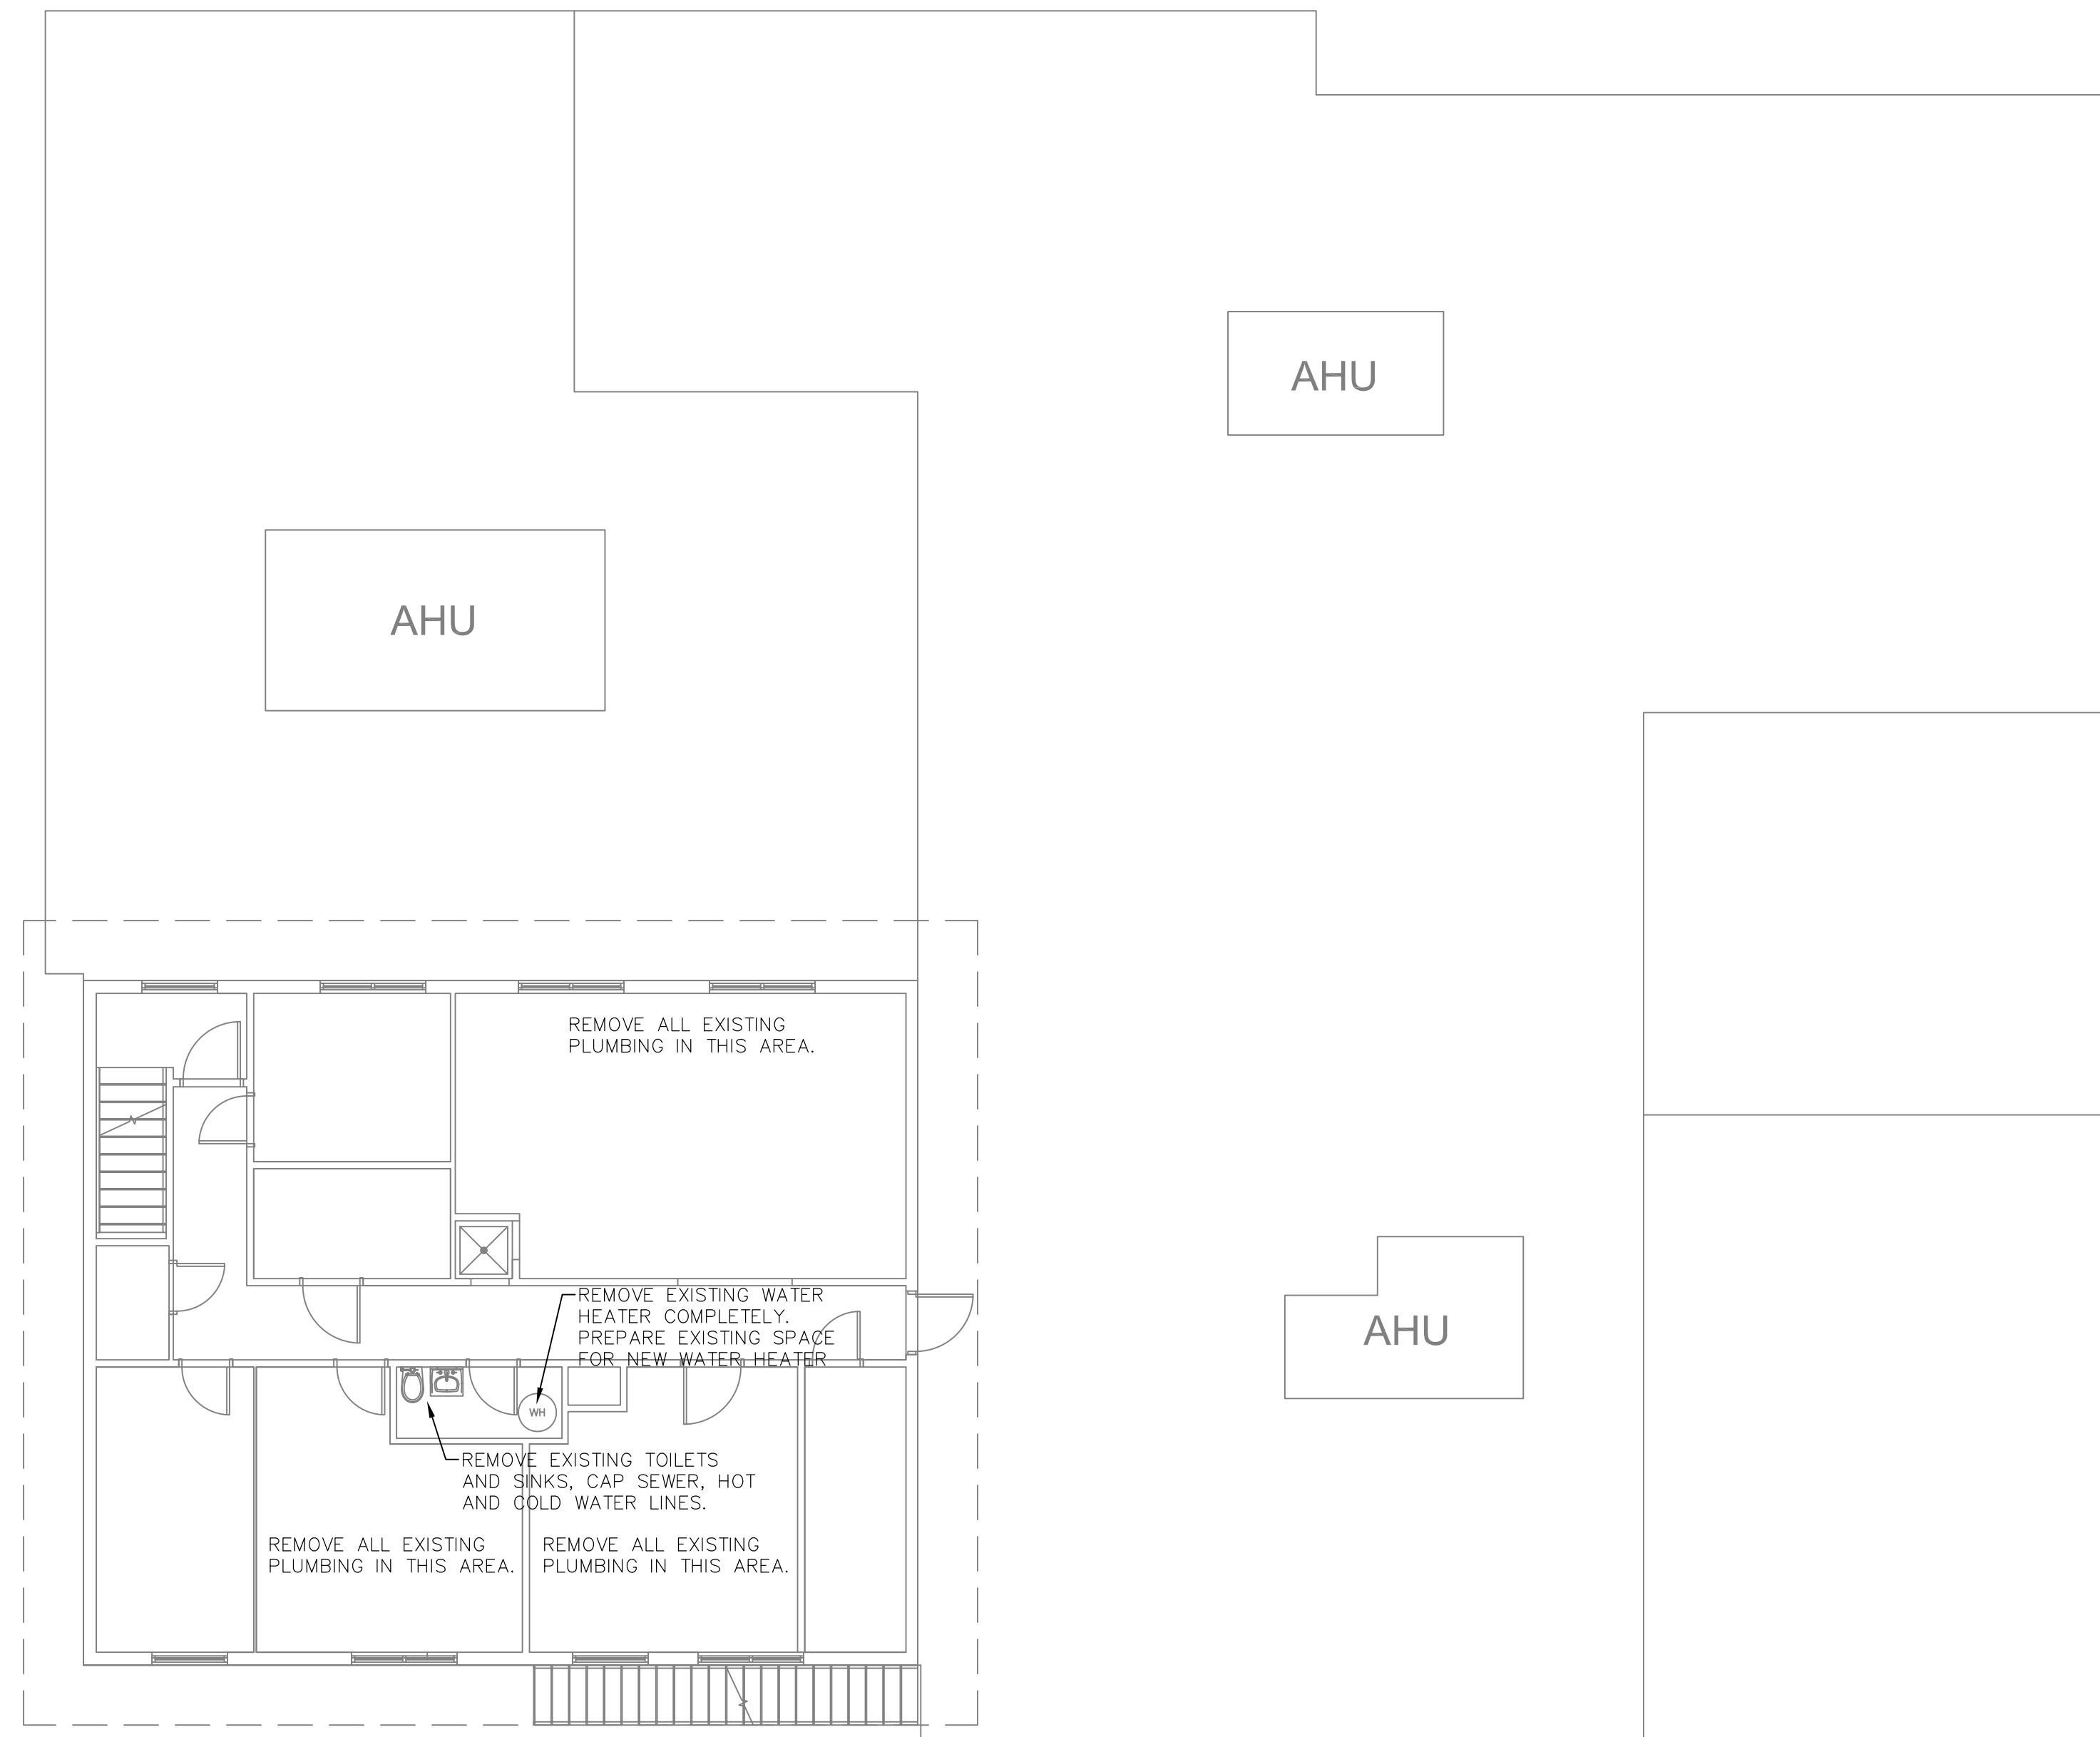 AHU
AHU
REMOVE ALL EXISTING
PLUMBING IN THIS AREA.
REMOVE EXISTING WATER
HEATER COMPLETELY.
PREPARE EXISTING SPACE
FOR NEW WATER HEATER
AHU
WH
REMOVE EXISTING TOILETS
AND SINKS, CAP SEWER, HOT
AND COLD WATER LINES.
REMOVE ALL EXISTING
PLUMBING IN THIS AREA.
REMOVE ALL EXISTING
PLUMBING IN THIS AREA.